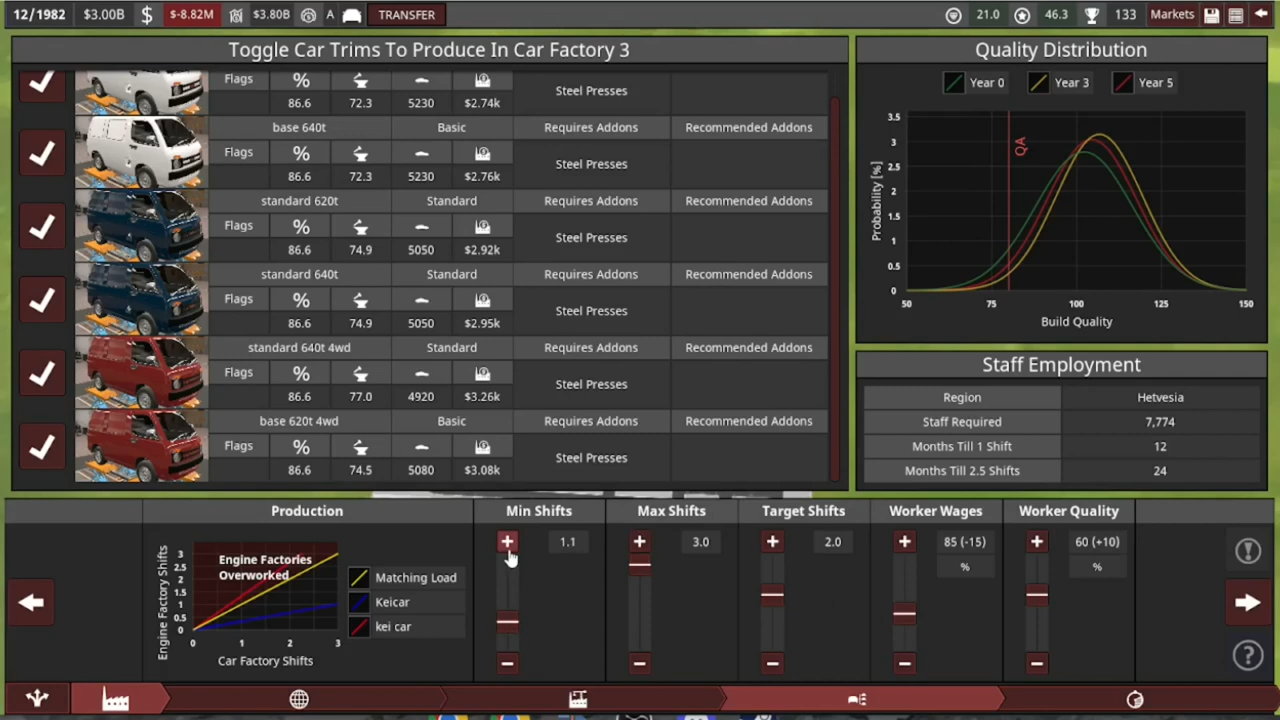 12/1982 $3.00B $ $-8.82M $3.80B A TRANSFER 21.0 46.3 133 Markets
Toggle Car Trims To Produce In Car Factory 3
Flags % Steel Presses
86.6 72.3 5230 $2.74k
base 640t Basic Requires Addons Recommended Addons
Flags % Steel Presses
86.6 72.3 5230 $2.76k
standard 620t Standard Requires Addons Recommended Addons
Flags % Steel Presses
86.6 74.9 5050 $2.92k
standard 640t Standard Requires Addons Recommended Addons
Flags % Steel Presses
86.6 74.9 5050 $2.95k
standard 640t 4wd Standard Requires Addons Recommended Addons
Flags % Steel Presses
86.6 77.0 4920 $3.26k
base 620t 4wd Basic Requires Addons Recommended Addons
Flags % Steel Presses
86.6 74.5 5080 $3.08k
Quality Distribution
Year 0 Year 3 Year 5
3.5
3
2.5
2
1.5
1
0.5
0
Probability [%]
QA
50 75 100 125 150
Build Quality
Staff Employment
Region Hetvesia
Staff Required 7,774
Months Till 1 Shift 12
Months Till 2.5 Shifts 24
Production
Engine Factory Shifts
3
2.5
2
1.5
1
0.5
0
Engine Factories
Overworked
0 1 2 3
Car Factory Shifts
Matching Load
Keicar
kei car
Min Shifts
+ 1.1
Max Shifts
+ 3.0
Target Shifts
+ 2.0
Worker Wages
+ 85 (-15)
%
Worker Quality
+ 60 (+10)
%
!
?